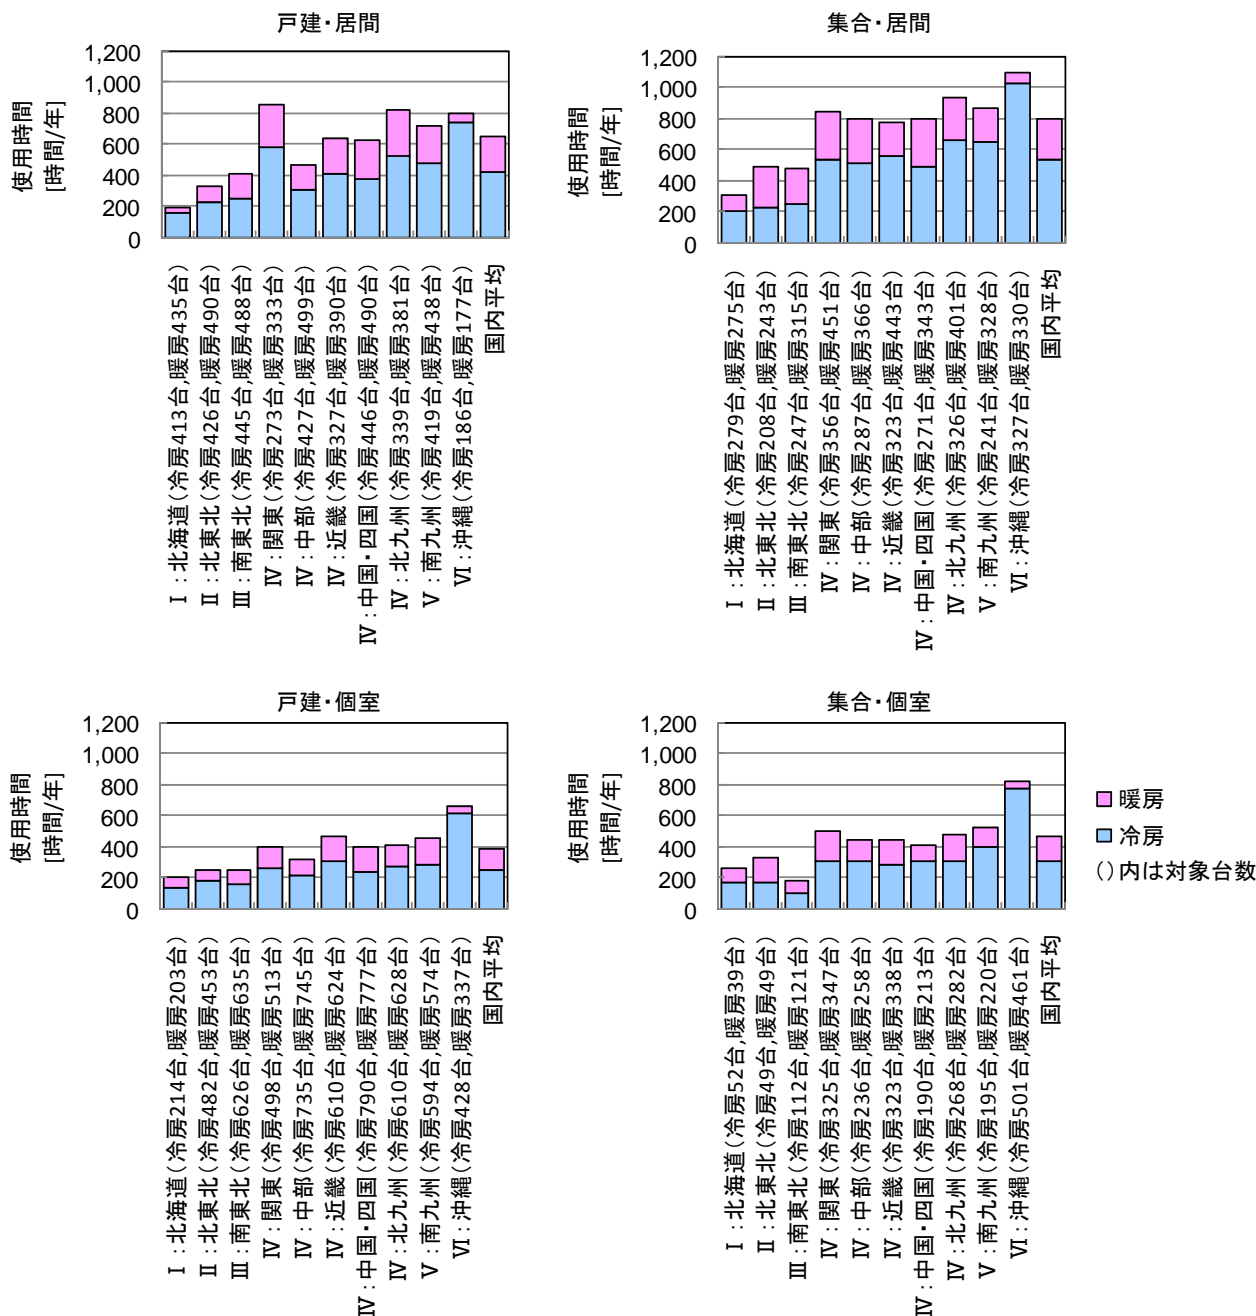 戸建・居間
使用時間
[時間/年]
1,200
1,000
800
600
400
200
0
Ⅰ:北海道(冷房413台,暖房435台)
Ⅱ:北東北(冷房426台,暖房490台)
Ⅲ:南東北(冷房445台,暖房488台)
Ⅳ:関東(冷房273台,暖房333台)
Ⅳ:中部(冷房427台,暖房499台)
Ⅳ:近畿(冷房327台,暖房390台)
Ⅳ:中国・四国(冷房446台,暖房490台)
Ⅳ:北九州(冷房339台,暖房381台)
Ⅴ:南九州(冷房419台,暖房438台)
Ⅵ:沖縄(冷房186台,暖房177台)
国内平均
集合・居間
使用時間
[時間/年]
1,200
1,000
800
600
400
200
0
Ⅰ:北海道(冷房279台,暖房275台)
Ⅱ:北東北(冷房208台,暖房243台)
Ⅲ:南東北(冷房247台,暖房315台)
Ⅳ:関東(冷房356台,暖房451台)
Ⅳ:中部(冷房287台,暖房366台)
Ⅳ:近畿(冷房323台,暖房443台)
Ⅳ:中国・四国(冷房271台,暖房343台)
Ⅳ:北九州(冷房326台,暖房401台)
Ⅴ:南九州(冷房241台,暖房328台)
Ⅵ:沖縄(冷房327台,暖房330台)
国内平均
戸建・個室
使用時間
[時間/年]
1,200
1,000
800
600
400
200
0
Ⅰ:北海道(冷房214台,暖房203台)
Ⅱ:北東北(冷房482台,暖房453台)
Ⅲ:南東北(冷房626台,暖房635台)
Ⅳ:関東(冷房498台,暖房513台)
Ⅳ:中部(冷房735台,暖房745台)
Ⅳ:近畿(冷房610台,暖房624台)
Ⅳ:中国・四国(冷房790台,暖房777台)
Ⅳ:北九州(冷房610台,暖房628台)
Ⅴ:南九州(冷房594台,暖房574台)
Ⅵ:沖縄(冷房428台,暖房337台)
国内平均
集合・個室
使用時間
[時間/年]
1,200
1,000
800
600
400
200
0
Ⅰ:北海道(冷房52台,暖房39台)
Ⅱ:北東北(冷房49台,暖房49台)
Ⅲ:南東北(冷房112台,暖房121台)
Ⅳ:関東(冷房325台,暖房347台)
Ⅳ:中部(冷房236台,暖房258台)
Ⅳ:近畿(冷房323台,暖房338台)
Ⅳ:中国・四国(冷房190台,暖房213台)
Ⅳ:北九州(冷房268台,暖房282台)
Ⅴ:南九州(冷房195台,暖房220台)
Ⅵ:沖縄(冷房501台,暖房461台)
国内平均
暖房
冷房
()内は対象台数